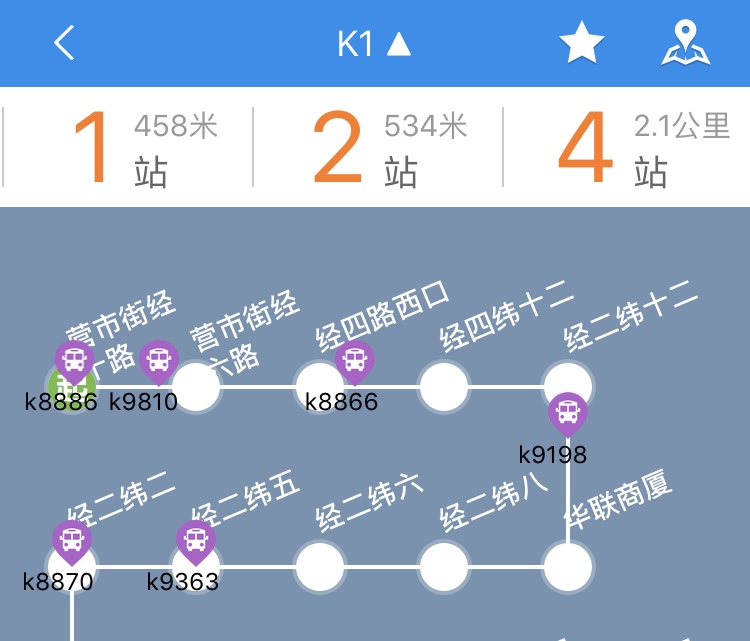 K1
1
458米
站
2
534米
站
4
2.1公里
站
营市街经
路
营市街经
六路
经四路西口
经四纬十二
经二纬十二
k8886
k9810
k8866
k9198
经二纬二
经二纬五
经二纬六
经二纬八
华联商厦
k8870
k9363